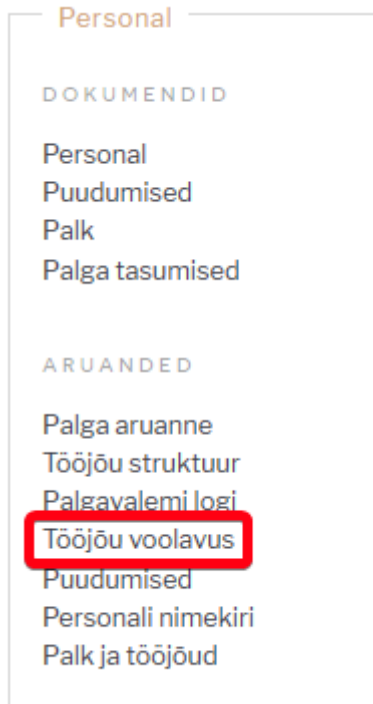 Personal
DOKUMENDID
Personal
Puudumised
Palk
Palga tasumised
ARUANDED
Palga aruanne
Tööjõu struktuur
Palgavalemi logi
Tööjõu voolavus
Puudumised
Personali nimekiri
Palk ja tööjõud